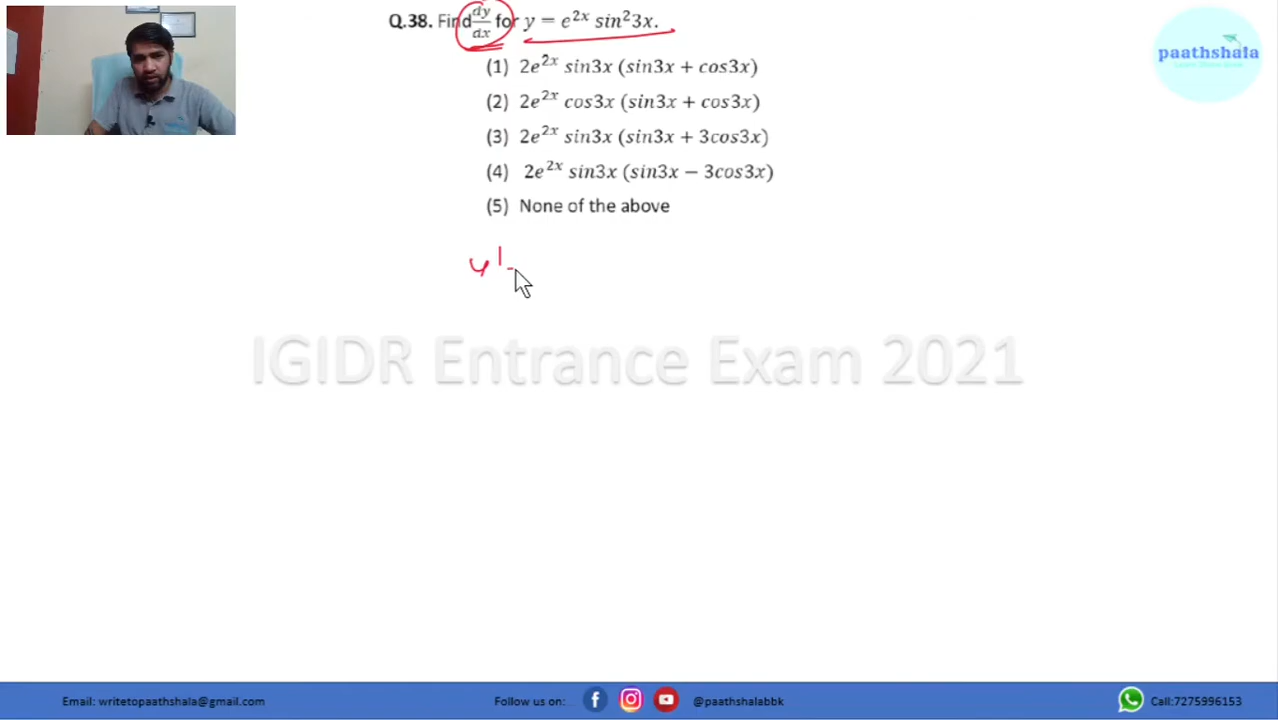 Q.38. Find dy/dx for y = e^{2x} sin²3x.
(1) 2e^{2x} sin3x (sin3x + cos3x)
(2) 2e^{2x} cos3x (sin3x + cos3x)
(3) 2e^{2x} sin3x (sin3x + 3cos3x)
(4) 2e^{2x} sin3x (sin3x − 3cos3x)
(5) None of the above
y'
paathshala
IGIDR Entrance Exam 2021
Email: writetopaathshala@gmail.com
Follow us on:
@paathshalabbk
Call:7275996153